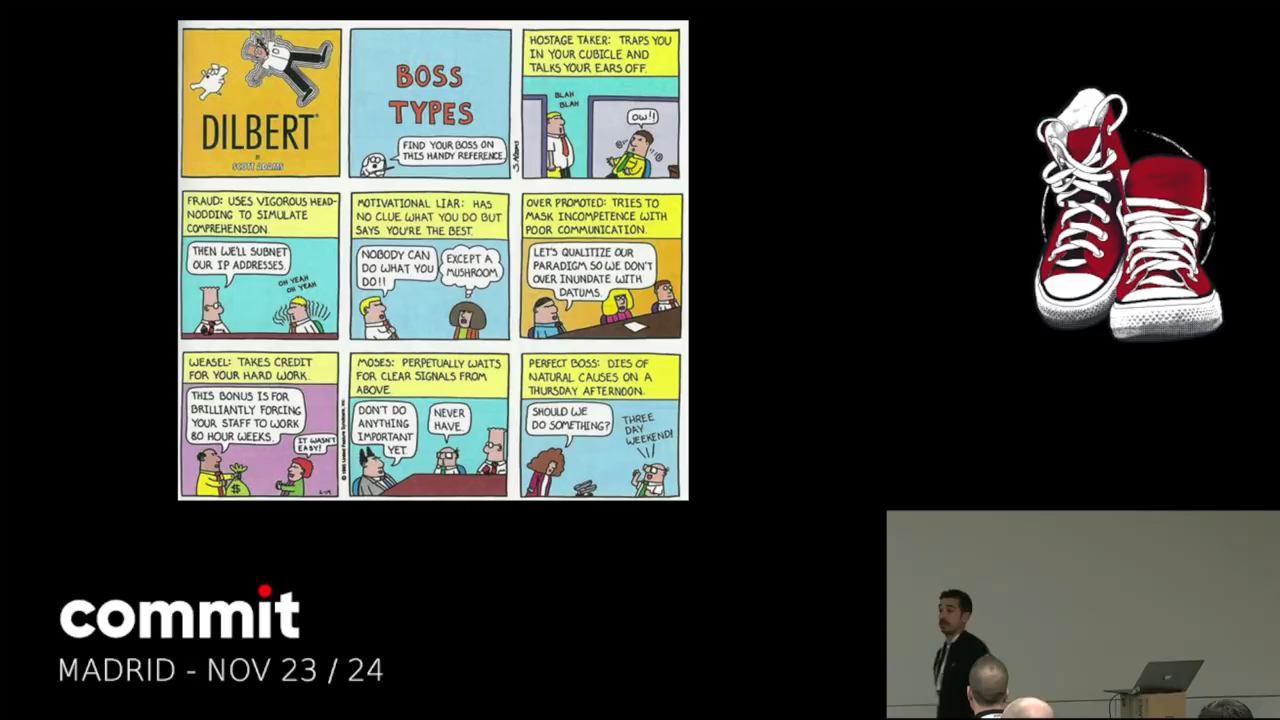 DILBERT
BY
SCOTT ADAMS
BOSS
TYPES
FIND YOUR BOSS ON
THIS HANDY REFERENCE.
S. ADAMS
HOSTAGE TAKER: TRAPS YOU
IN YOUR CUBICLE AND
TALKS YOUR EARS OFF.
BLAH
BLAH
OW!!
FRAUD: USES VIGOROUS HEAD-
NODDING TO SIMULATE
COMPREHENSION.
THEN WE'LL SUBNET
OUR IP ADDRESSES.
OH YEAH
OH YEAH
MOTIVATIONAL LIAR: HAS
NO CLUE WHAT YOU DO BUT
SAYS YOU'RE THE BEST.
NOBODY CAN
DO WHAT YOU
DO!!
EXCEPT A
MUSHROOM.
OVER PROMOTED: TRIES TO
MASK INCOMPETENCE WITH
POOR COMMUNICATION.
LET'S QUALITIZE OUR
PARADIGM SO WE DON'T
OVER INUNDATE WITH
DATUMS.
WEASEL: TAKES CREDIT
FOR YOUR HARD WORK.
THIS BONUS IS FOR
BRILLIANTLY FORCING
YOUR STAFF TO WORK
80 HOUR WEEKS.
IT WASN'T
EASY!
$
MOSES: PERPETUALLY WAITS
FOR CLEAR SIGNALS FROM
ABOVE.
DON'T DO
ANYTHING
IMPORTANT
YET.
NEVER
HAVE.
PERFECT BOSS: DIES OF
NATURAL CAUSES ON A
THURSDAY AFTERNOON.
SHOULD WE
DO SOMETHING?
THREE
DAY
WEEKEND!
commit
MADRID - NOV 23 / 24